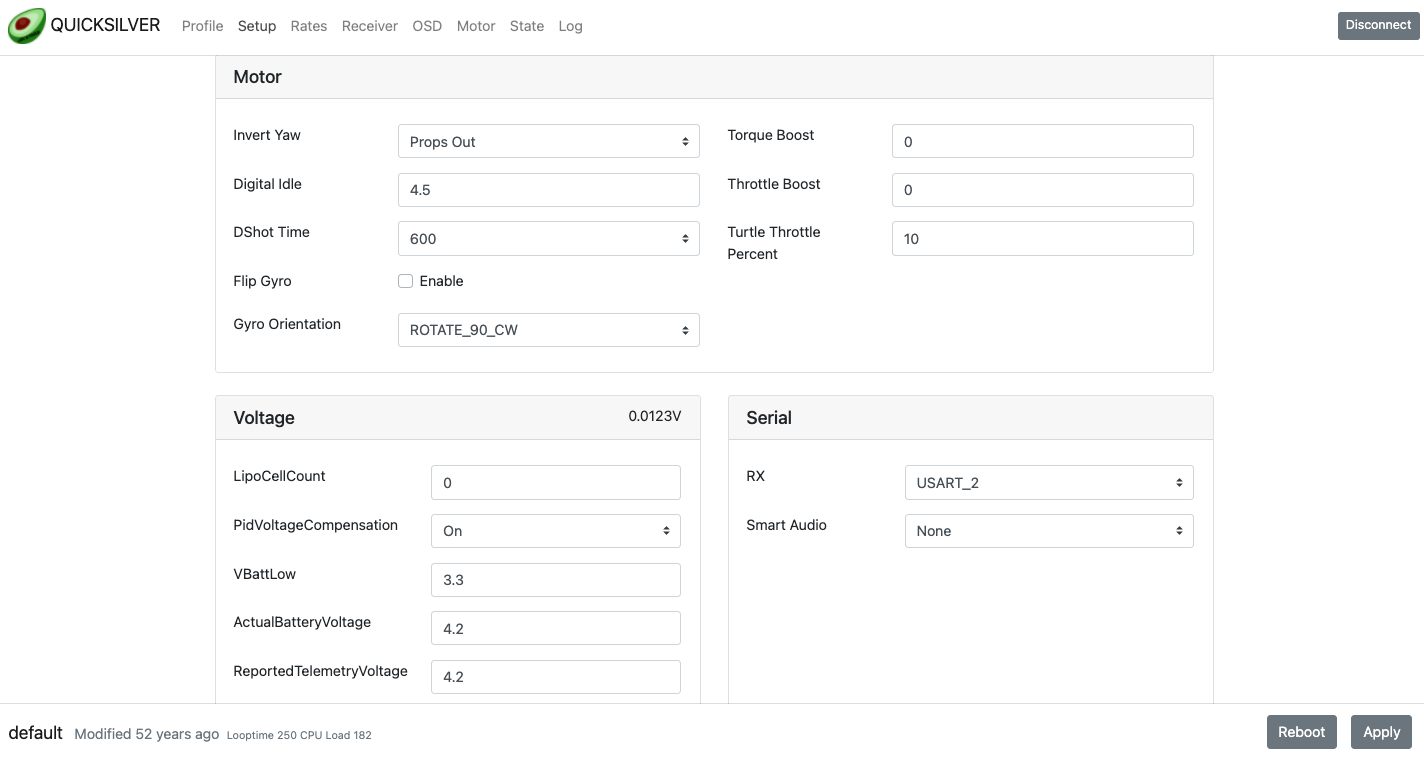 QUICKSILVER Profile Setup Rates Receiver OSD Motor State Log Disconnect
Motor
Invert Yaw Props Out
Digital Idle 4.5
DShot Time 600
Flip Gyro Enable
Gyro Orientation ROTATE_90_CW
Torque Boost 0
Throttle Boost 0
Turtle Throttle 10
Percent
Voltage 0.0123V
LipoCellCount 0
PidVoltageCompensation On
VBattLow 3.3
ActualBatteryVoltage 4.2
ReportedTelemetryVoltage 4.2
Serial
RX USART_2
Smart Audio None
default Modified 52 years ago Looptime 250 CPU Load 182 Reboot Apply